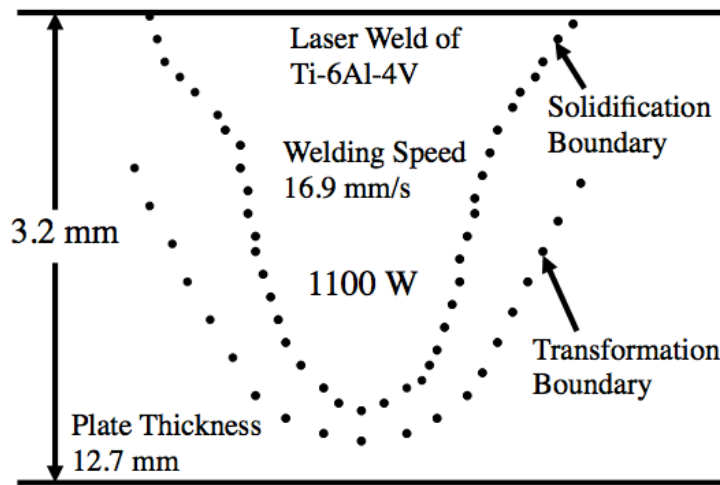 Laser Weld of
Ti-6Al-4V
Solidification
Boundary
Welding Speed
16.9 mm/s
3.2 mm
1100 W
Transformation
Boundary
Plate Thickness
12.7 mm